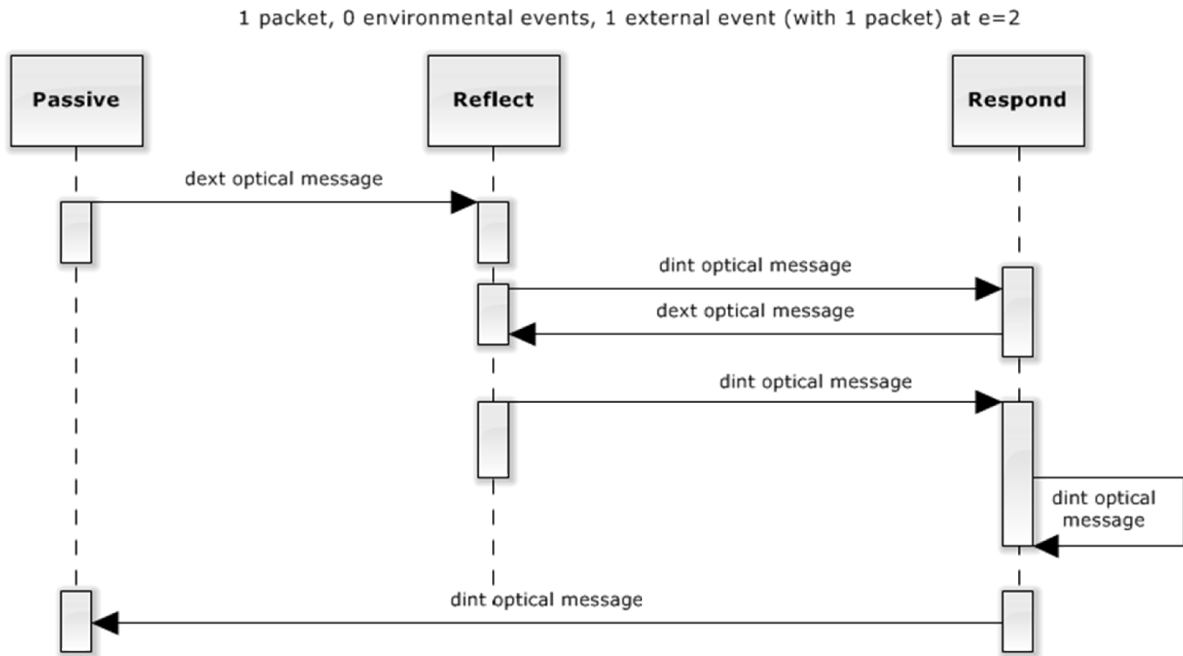 1 packet, 0 environmental events, 1 external event (with 1 packet) at e=2
Passive
Reflect
Respond
dext optical message
dint optical message
dext optical message
dint optical message
dint optical
message
dint optical message